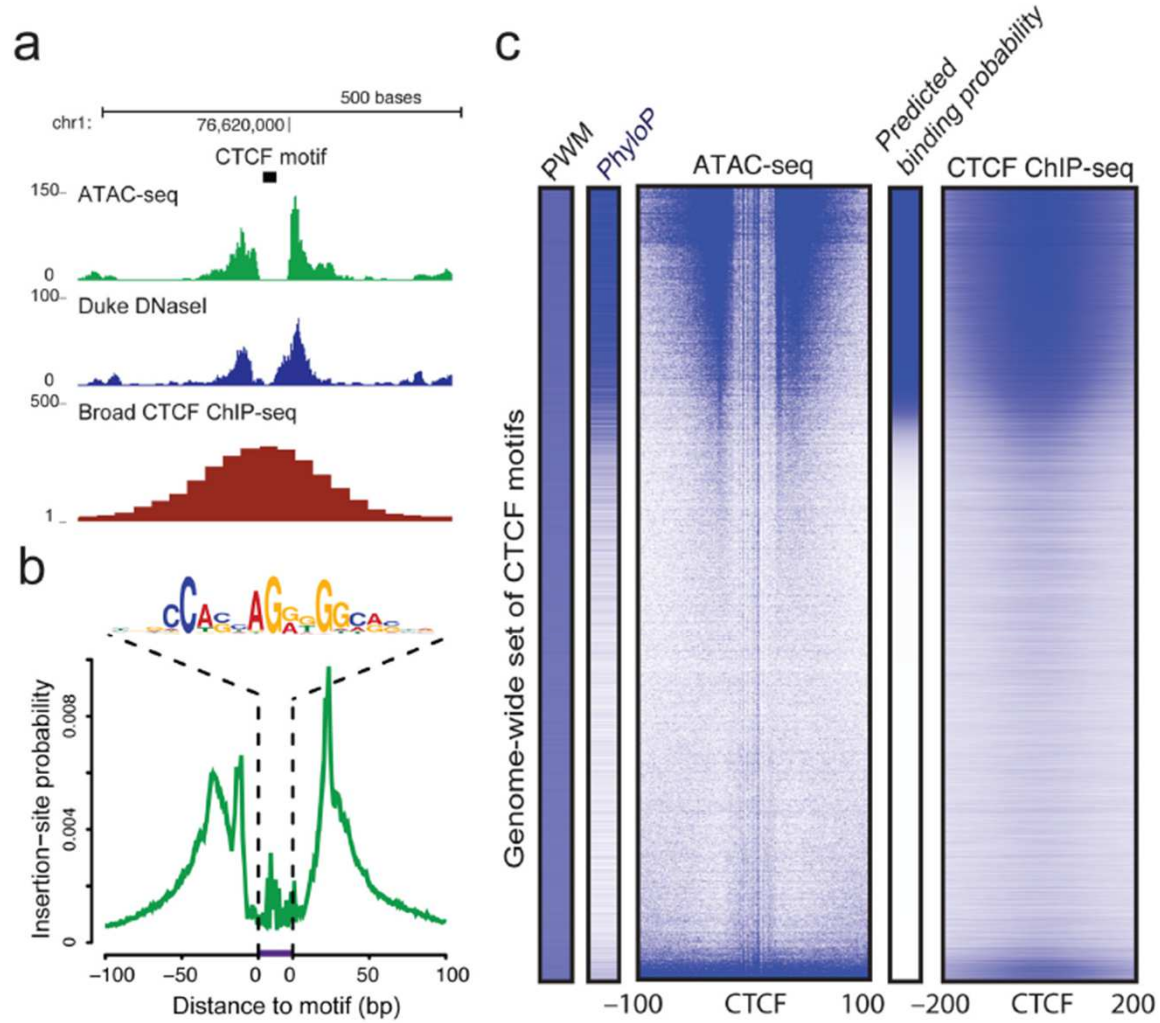 a
500 bases
chr1: 76,620,000
CTCF motif
150
ATAC-seq
0
100
Duke DNaseI
0
500
Broad CTCF ChIP-seq
1
b
Insertion-site probability
0.008
0.004
0
-100 -50 0 0 50 100
Distance to motif (bp)
c
PWM
PhyloP
ATAC-seq
Predicted
binding probability
CTCF ChIP-seq
Genome-wide set of CTCF motifs
-100 CTCF 100
-200 CTCF 200